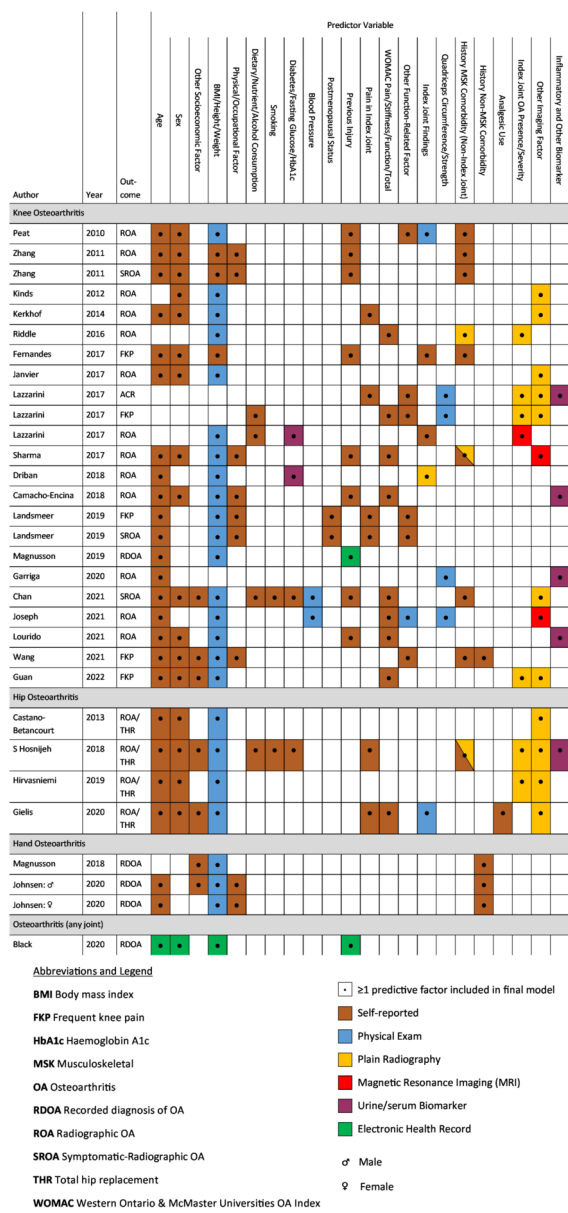 Predictor Variable
Author
Year
Out-
come
Age
Sex
Other Socioeconomic Factor
BMI/Height/Weight
Physical/Occupational Factor
Dietary/Nutrient/Alcohol Consumption
Smoking
Diabetes/Fasting Glucose/HbA1c
Blood Pressure
Postmenopausal Status
Previous Injury
Pain in Index Joint
WOMAC Pain/Stiffness/Function/Total
Other Function-Related Factor
Index Joint Findings
Quadriceps Circumference/Strength
History MSK Comorbidity (Non-Index Joint)
History Non-MSK Comorbidity
Analgesic Use
Index Joint OA Presence/Severity
Other Imaging Factor
Inflammatory and Other Biomarker
Knee Osteoarthritis
Peat 2010 ROA
Zhang 2011 ROA
Zhang 2011 SROA
Kinds 2012 ROA
Kerkhof 2014 ROA
Riddle 2016 ROA
Fernandes 2017 FKP
Janvier 2017 ROA
Lazzarini 2017 ACR
Lazzarini 2017 FKP
Lazzarini 2017 ROA
Sharma 2017 ROA
Driban 2018 ROA
Camacho-Encina 2018 ROA
Landsmeer 2019 FKP
Landsmeer 2019 SROA
Magnusson 2019 RDOA
Garriga 2020 ROA
Chan 2021 SROA
Joseph 2021 ROA
Lourido 2021 ROA
Wang 2021 FKP
Guan 2022 FKP
Hip Osteoarthritis
Castano- 2013 ROA/
Betancourt THR
S Hosnijeh 2018 ROA/
THR
Hirvasniemi 2019 ROA/
THR
Gielis 2020 ROA/
THR
Hand Osteoarthritis
Magnusson 2018 RDOA
Johnsen: ♂ 2020 RDOA
Johnsen: ♀ 2020 RDOA
Osteoarthritis (any joint)
Black 2020 RDOA
Abbreviations and Legend
BMI Body mass index
FKP Frequent knee pain
HbA1c Haemoglobin A1c
MSK Musculoskeletal
OA Osteoarthritis
RDOA Recorded diagnosis of OA
ROA Radiographic OA
SROA Symptomatic-Radiographic OA
THR Total hip replacement
WOMAC Western Ontario & McMaster Universities OA Index
≥1 predictive factor included in final model
Self-reported
Physical Exam
Plain Radiography
Magnetic Resonance Imaging (MRI)
Urine/serum Biomarker
Electronic Health Record
♂ Male
♀ Female